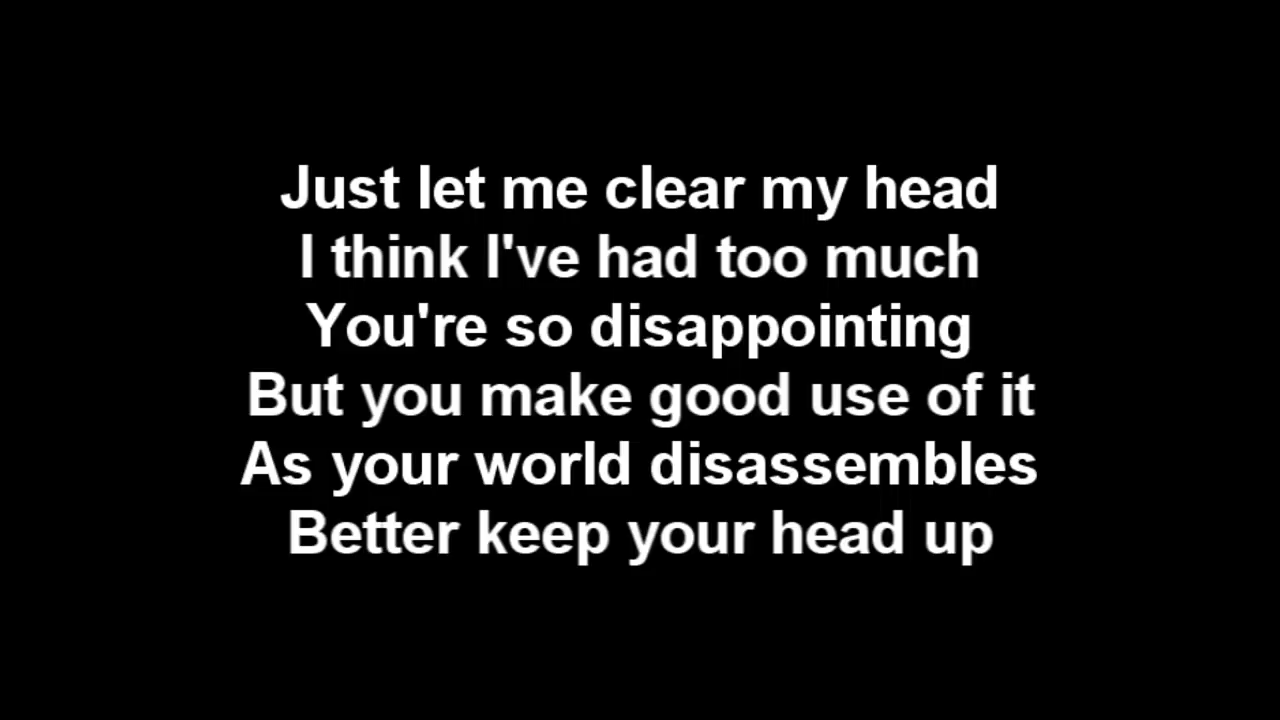 Just let me clear my head
I think I've had too much
You're so disappointing
But you make good use of it
As your world disassembles
Better keep your head up